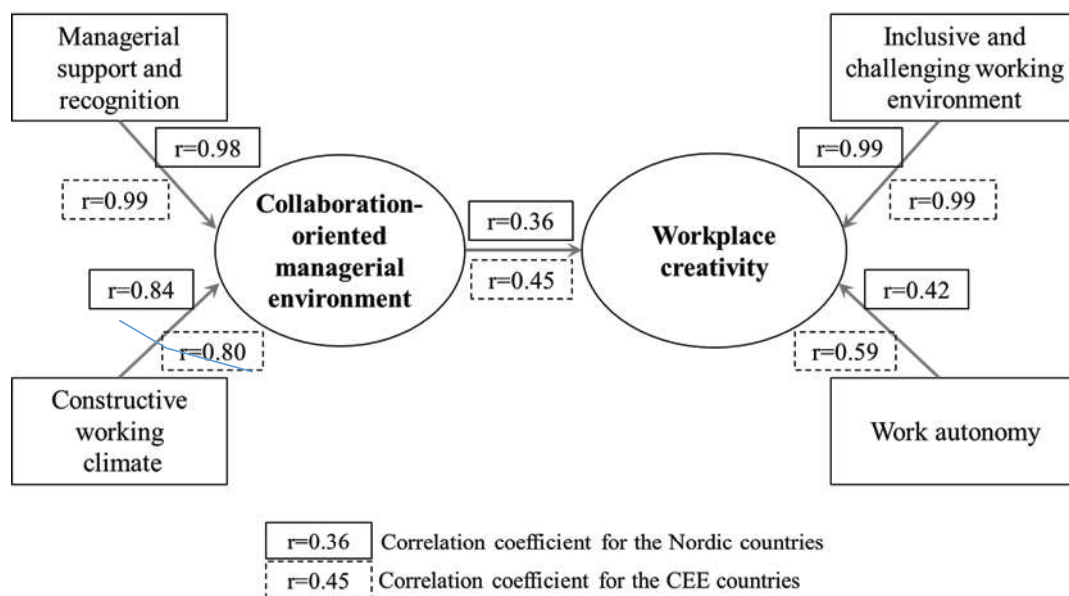 Managerial
support and
recognition
Inclusive and
challenging working
environment
r=0.98
r=0.99
r=0.99
r=0.99
Collaboration-
oriented
managerial
environment
r=0.36
r=0.45
Workplace
creativity
r=0.84
r=0.80
r=0.42
r=0.59
Constructive
working
climate
Work autonomy
r=0.36 Correlation coefficient for the Nordic countries
r=0.45 Correlation coefficient for the CEE countries